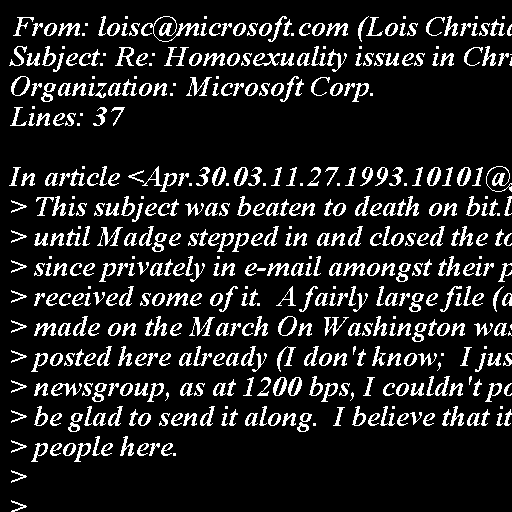 From: loisc@microsoft.com (Lois Christia
Subject: Re: Homosexuality issues in Chri
Organization: Microsoft Corp.
Lines: 37

In article <Apr.30.03.11.27.1993.10101@
> This subject was beaten to death on bit.l
> until Madge stepped in and closed the to
> since privately in e-mail amongst their p
> received some of it.  A fairly large file (a
> made on the March On Washington was
> posted here already (I don't know;  I jus
> newsgroup, as at 1200 bps, I couldn't po
> be glad to send it along.  I believe that it
> people here.
>
>